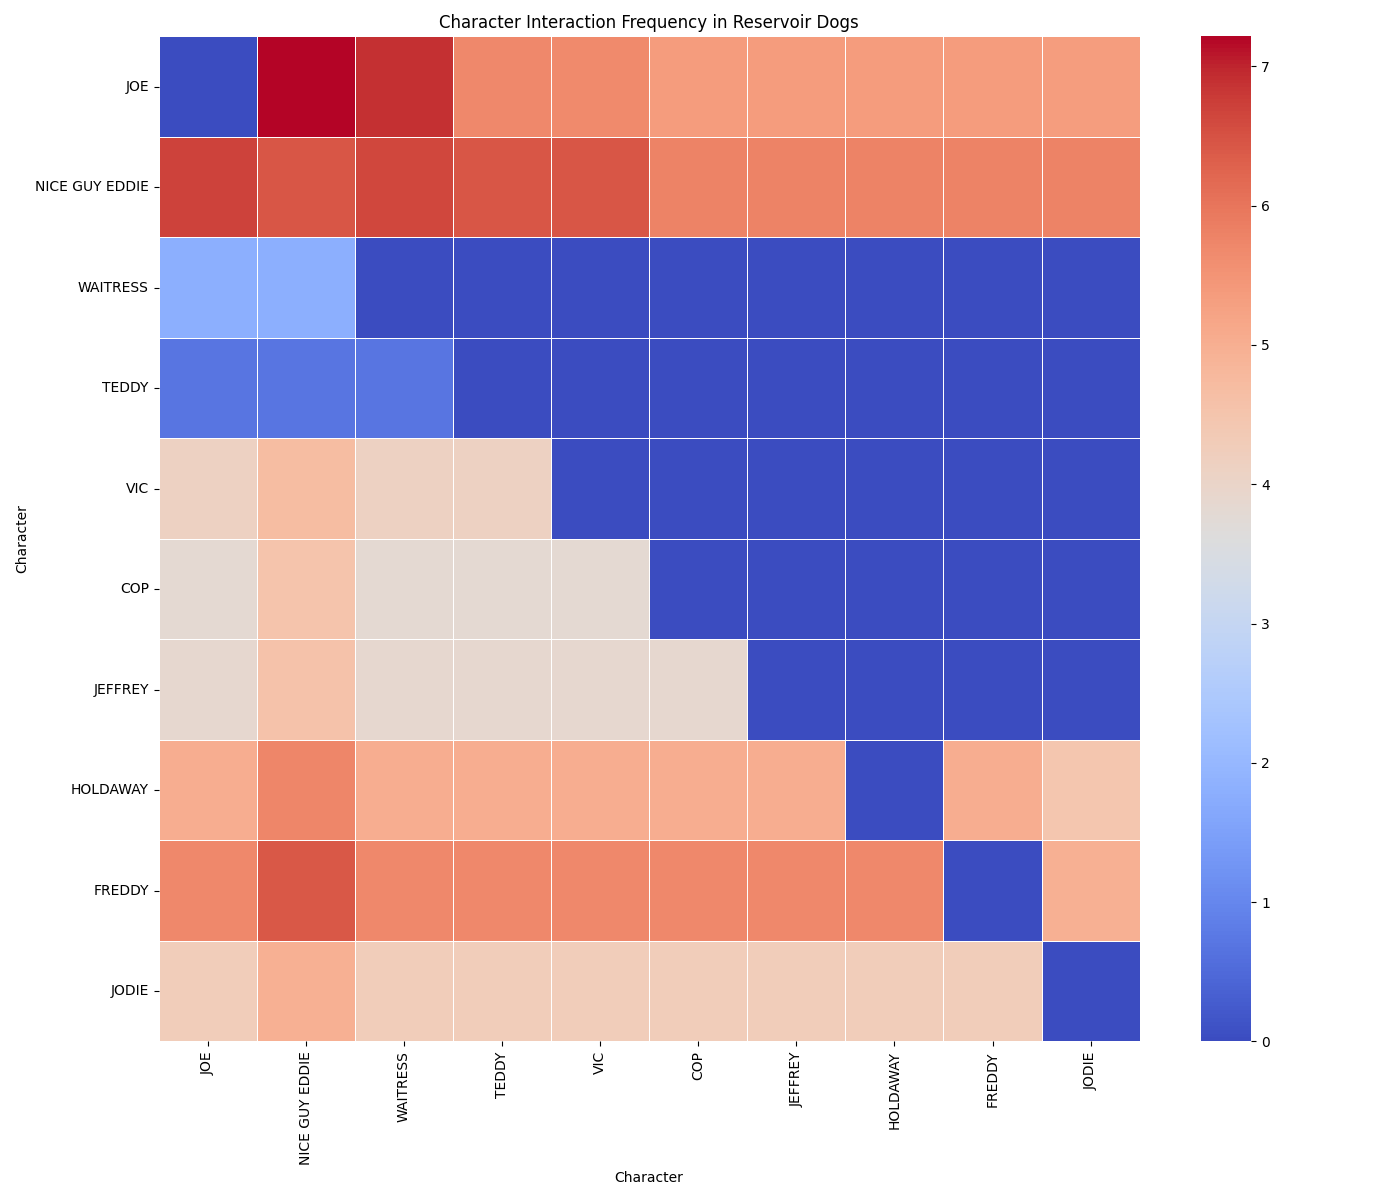 Character Interaction Frequency in Reservoir Dogs
Character
JOE
NICE GUY EDDIE
WAITRESS
TEDDY
VIC
COP
JEFFREY
HOLDAWAY
FREDDY
JODIE
JOE
NICE GUY EDDIE
WAITRESS
TEDDY
VIC
COP
JEFFREY
HOLDAWAY
FREDDY
JODIE
Character
7
6
5
4
3
2
1
0